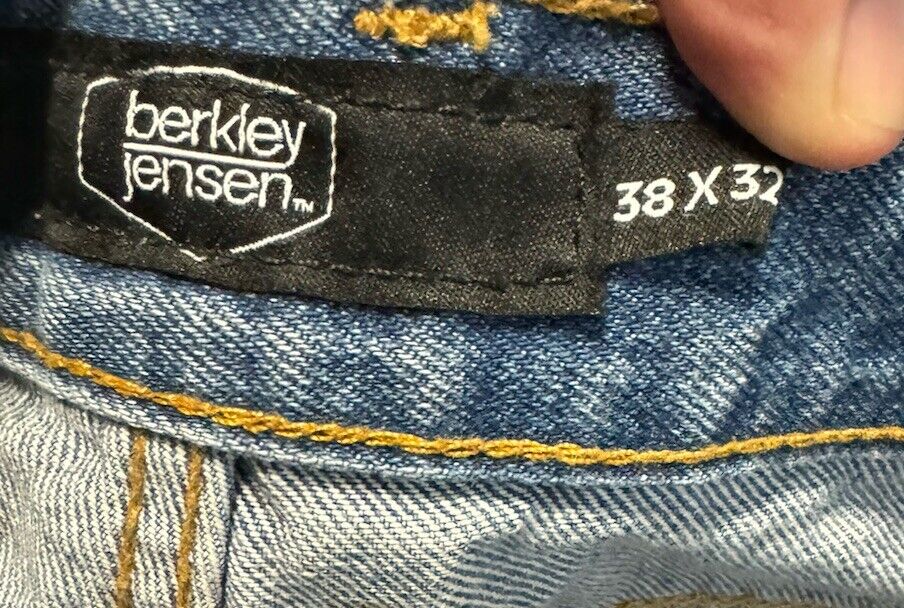 berkley
jensen™
38 X 32